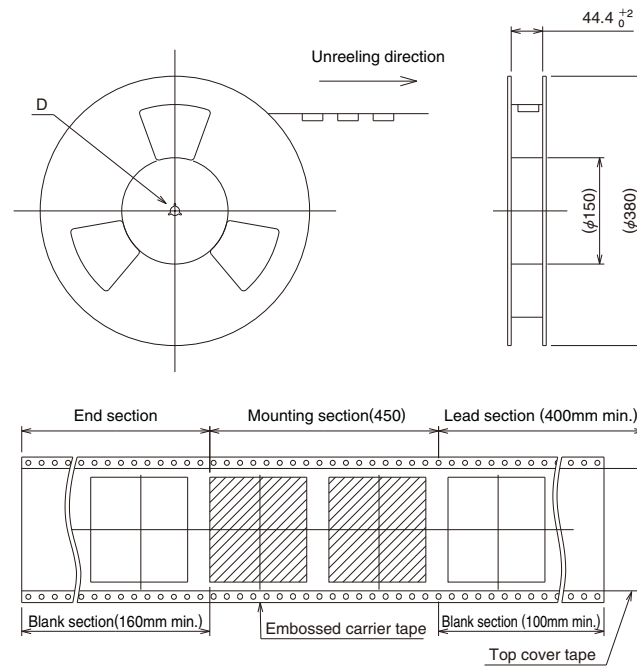 44.4 +2 0
Unreeling direction
D
(φ150)
(φ380)
End section
Mounting section(450)
Lead section (400mm min.)
Blank section(160mm min.)
Embossed carrier tape
Blank section (100mm min.)
Top cover tape